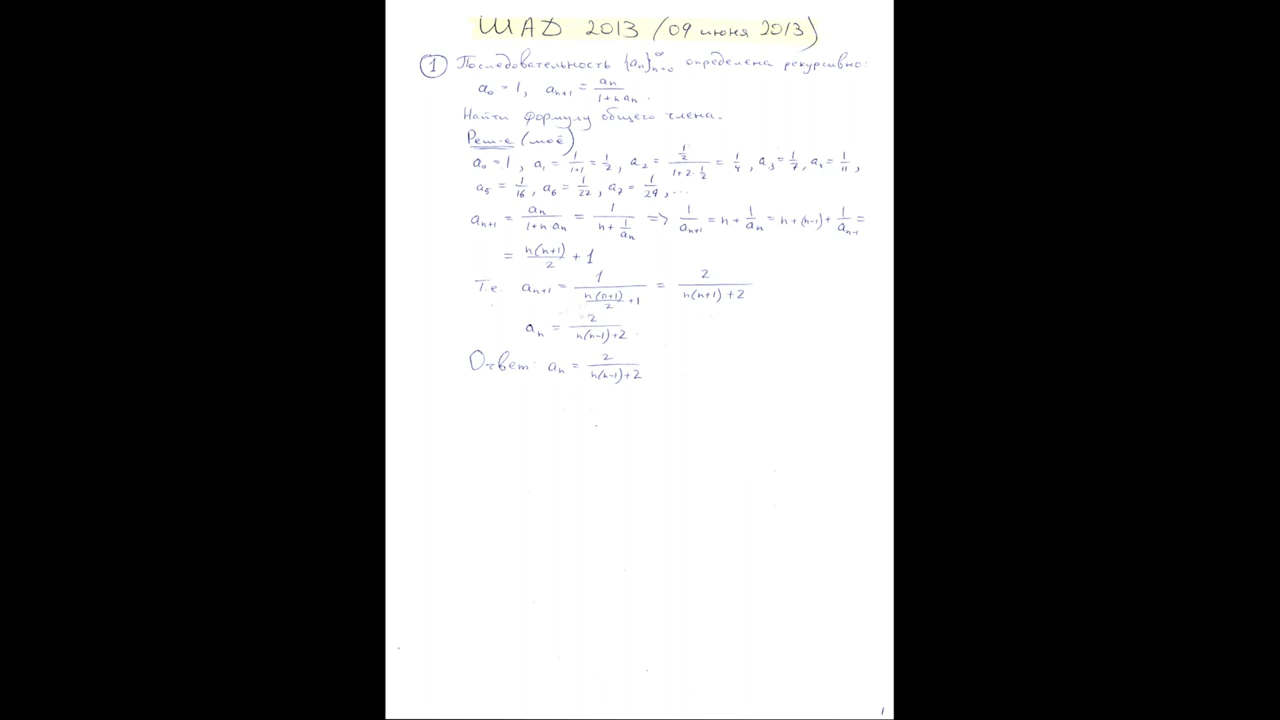 ШАД 2013 (09 июня 2013)
① Последовательность {aₙ}ₙ₌₀^∞ определена рекурсивно:
a₀ = 1, aₙ₊₁ = aₙ/(1+n aₙ).
Найти формулу общего члена.
Реш-е (моё)
a₀ = 1, a₁ = 1/(1+1) = 1/2, a₂ = (1/2)/(1+2·1/2) = 1/4, a₃ = 1/7, a₄ = 1/11,
a₅ = 1/16, a₆ = 1/22, a₇ = 1/29, ...
aₙ₊₁ = aₙ/(1+n aₙ) = 1/(n + 1/aₙ) => 1/aₙ₊₁ = n + 1/aₙ = n + (n-1) + 1/aₙ₋₁ =
= n(n+1)/2 + 1
Т.е. aₙ₊₁ = 1/(n(n+1)/2 + 1) = 2/(n(n+1)+2)
aₙ = 2/(n(n-1)+2)
Ответ: aₙ = 2/(n(n-1)+2)
1